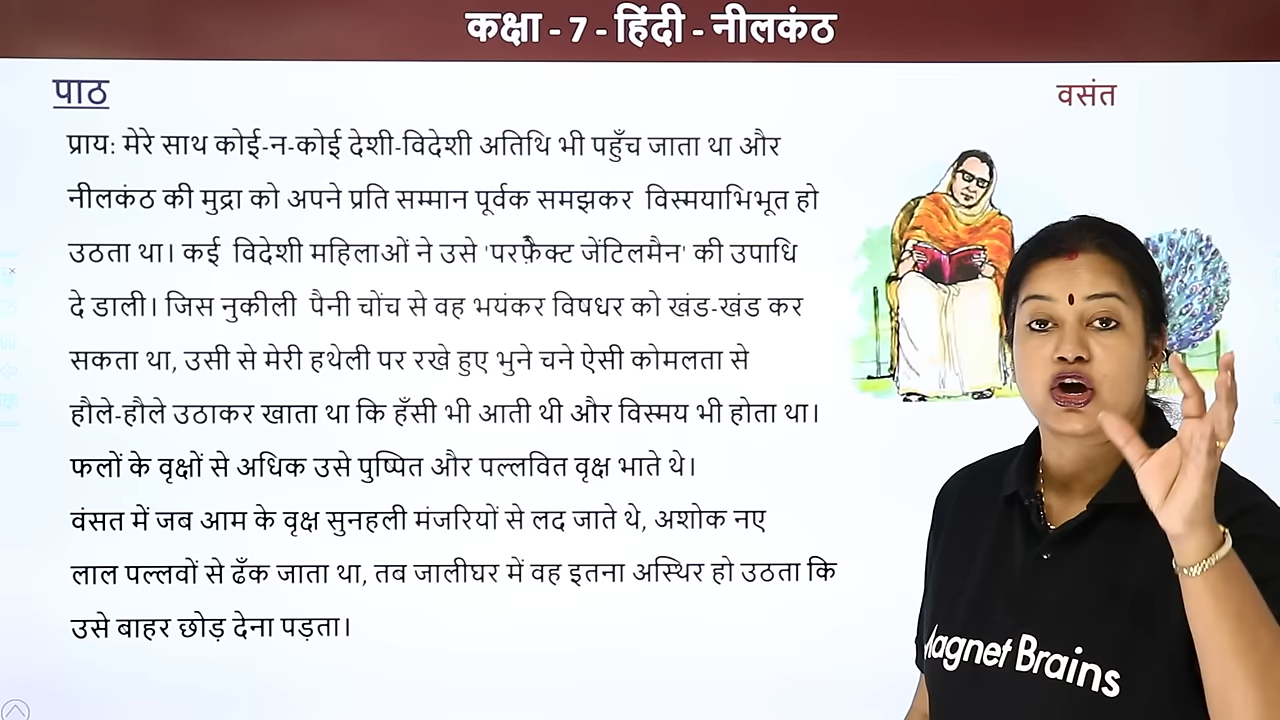 कक्षा - 7 - हिंदी - नीलकंठ
पाठ
वसंत
प्राय: मेरे साथ कोई-न-कोई देशी-विदेशी अतिथि भी पहुँच जाता था और
नीलकंठ की मुद्रा को अपने प्रति सम्मान पूर्वक समझकर विस्मयाभिभूत हो
उठता था। कई विदेशी महिलाओं ने उसे 'परफ़ैक्ट जेंटिलमैन' की उपाधि
दे डाली। जिस नुकीली पैनी चोंच से वह भयंकर विषधर को खंड-खंड कर
सकता था, उसी से मेरी हथेली पर रखे हुए भुने चने ऐसी कोमलता से
हौले-हौले उठाकर खाता था कि हँसी भी आती थी और विस्मय भी होता था।
फलों के वृक्षों से अधिक उसे पुष्पित और पल्लवित वृक्ष भाते थे।
वंसत में जब आम के वृक्ष सुनहली मंजरियों से लद जाते थे, अशोक नए
लाल पल्लवों से ढँक जाता था, तब जालीघर में वह इतना अस्थिर हो उठता कि
उसे बाहर छोड़ देना पड़ता।
Magnet Brains